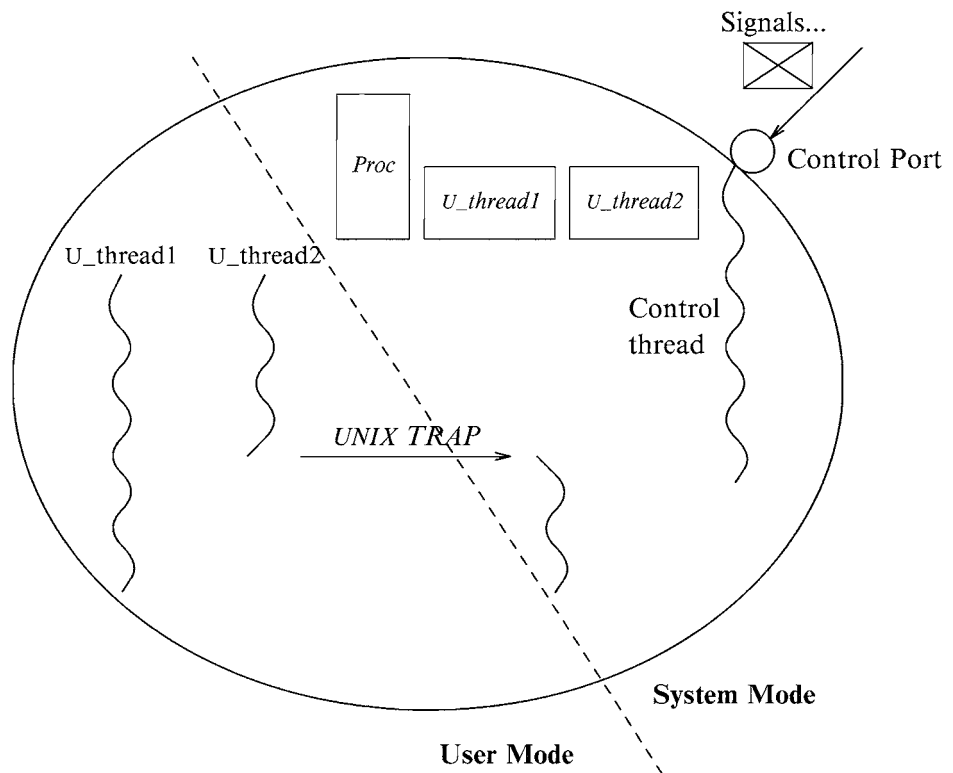 Signals...
Control Port
Proc
U_thread1
U_thread2
U_thread1
U_thread2
Control
thread
UNIX TRAP
System Mode
User Mode